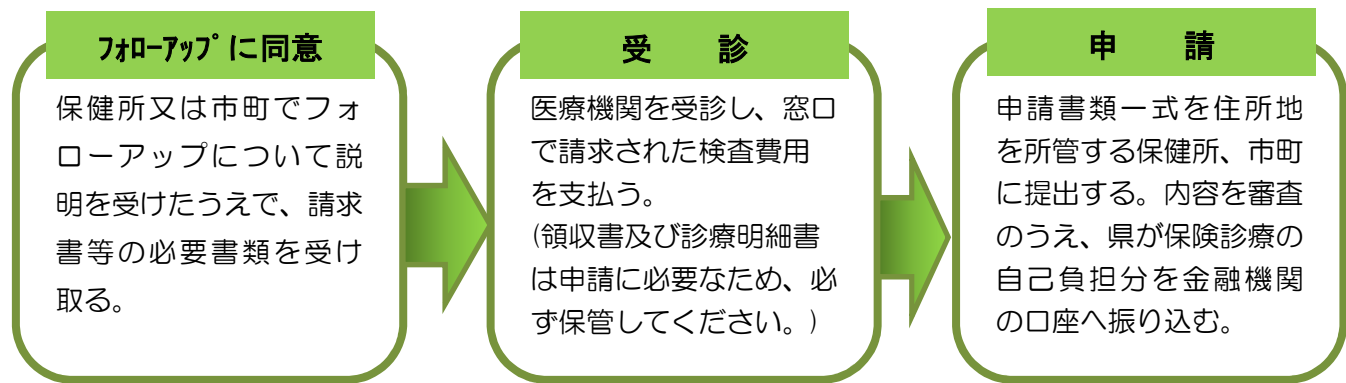 フォローアップに同意
保健所又は市町でフォ
ローアップについて説
明を受けたうえで、請求
書等の必要書類を受け
取る。
受　診
医療機関を受診し、窓口
で請求された検査費用
を支払う。
(領収書及び診療明細書
は申請に必要なため、必
ず保管してください。)
申　請
申請書類一式を住所地
を所管する保健所、市町
に提出する。内容を審査
のうえ、県が保険診療の
自己負担分を金融機関
の口座へ振り込む。